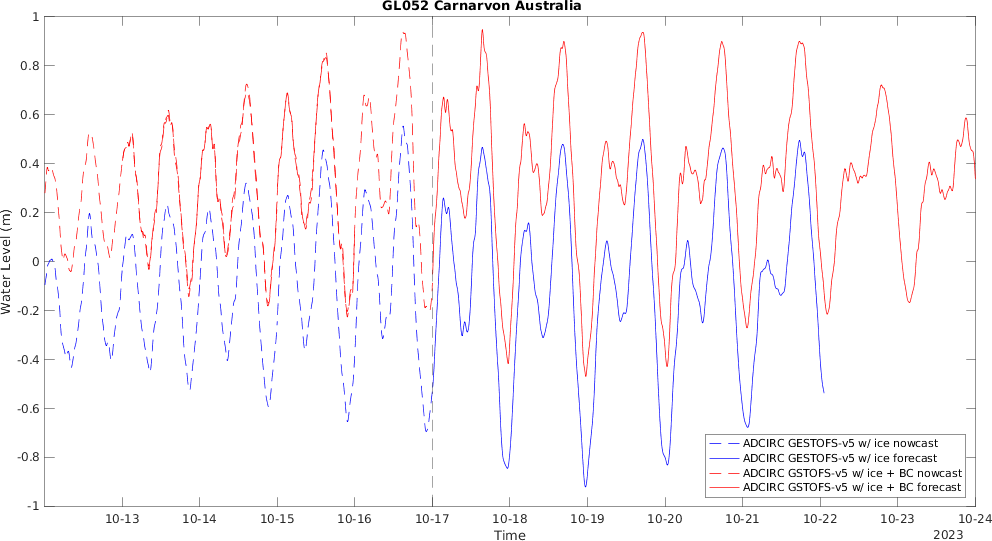 GL052 Carnarvon Australia
Water Level (m)
1
0.8
0.6
0.4
0.2
0
-0.2
-0.4
-0.6
-0.8
-1
ADCIRC GESTOFS-v5 w/ ice nowcast
ADCIRC GESTOFS-v5 w/ ice forecast
ADCIRC GSTOFS-v5 w/ ice + BC nowcast
ADCIRC GSTOFS-v5 w/ ice + BC forecast
10-13 10-14 10-15 10-16 10-17 10-18 10-19 10-20 10-21 10-22 10-23 10-24
Time
2023